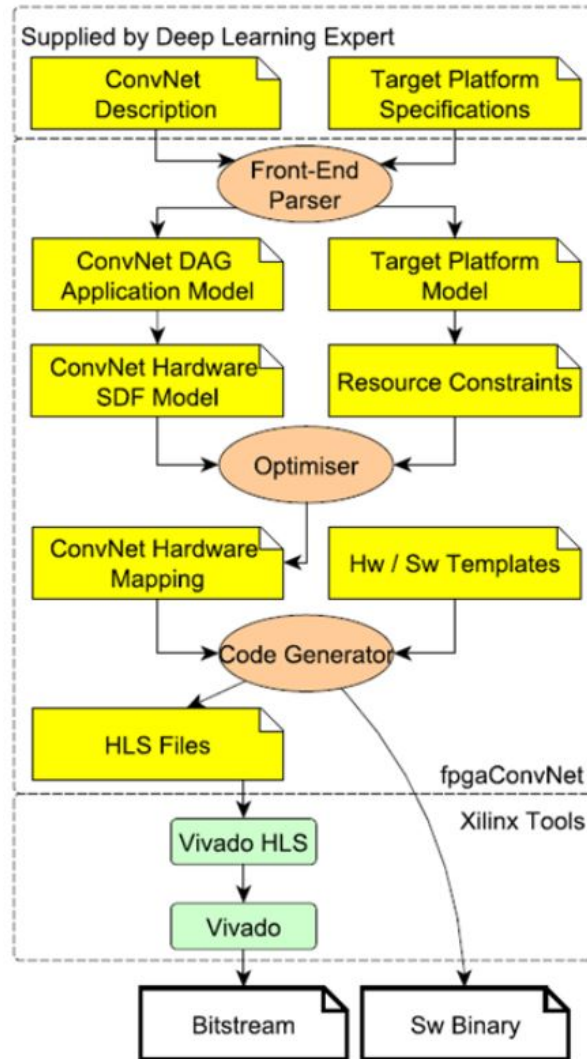 Supplied by Deep Learning Expert
ConvNet
Description
Target Platform
Specifications
Front-End
Parser
ConvNet DAG
Application Model
Target Platform
Model
ConvNet Hardware
SDF Model
Resource Constraints
Optimiser
ConvNet Hardware
Mapping
Hw / Sw Templates
Code Generator
HLS Files
fpgaConvNet
Xilinx Tools
Vivado HLS
Vivado
Bitstream
Sw Binary